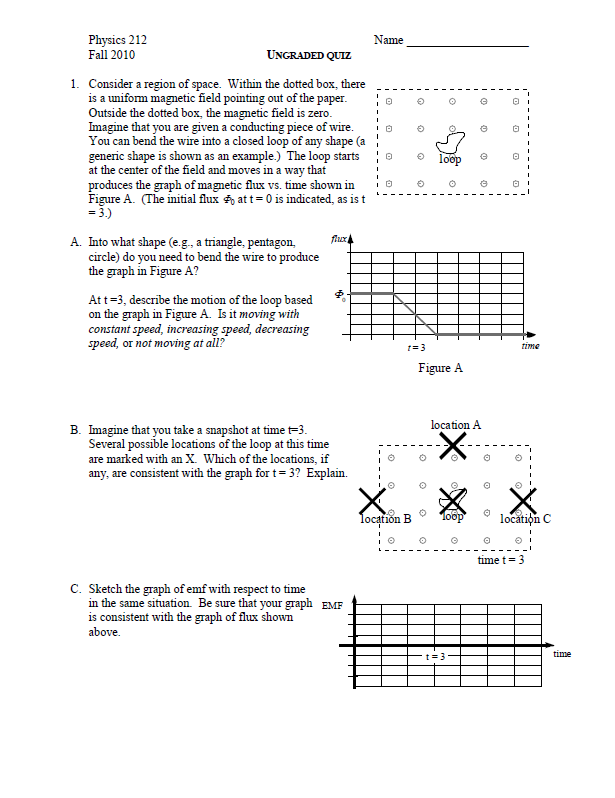 Physics 212 Name
Fall 2010 UNGRADED QUIZ
1. Consider a region of space. Within the dotted box, there
is a uniform magnetic field pointing out of the paper.
Outside the dotted box, the magnetic field is zero.
Imagine that you are given a conducting piece of wire.
You can bend the wire into a closed loop of any shape (a
generic shape is shown as an example.) The loop starts
at the center of the field and moves in a way that
produces the graph of magnetic flux vs. time shown in
Figure A. (The initial flux Φ0 at t = 0 is indicated, as is t
= 3.)
loop
A. Into what shape (e.g., a triangle, pentagon,
circle) do you need to bend the wire to produce
the graph in Figure A?
At t =3, describe the motion of the loop based
on the graph in Figure A. Is it moving with
constant speed, increasing speed, decreasing
speed, or not moving at all?
flux
Φ0
t = 3
time
Figure A
B. Imagine that you take a snapshot at time t=3.
Several possible locations of the loop at this time
are marked with an X. Which of the locations, if
any, are consistent with the graph for t = 3? Explain.
location A
location B
loop
location C
time t = 3
C. Sketch the graph of emf with respect to time
in the same situation. Be sure that your graph
is consistent with the graph of flux shown
above.
EMF
t = 3
time